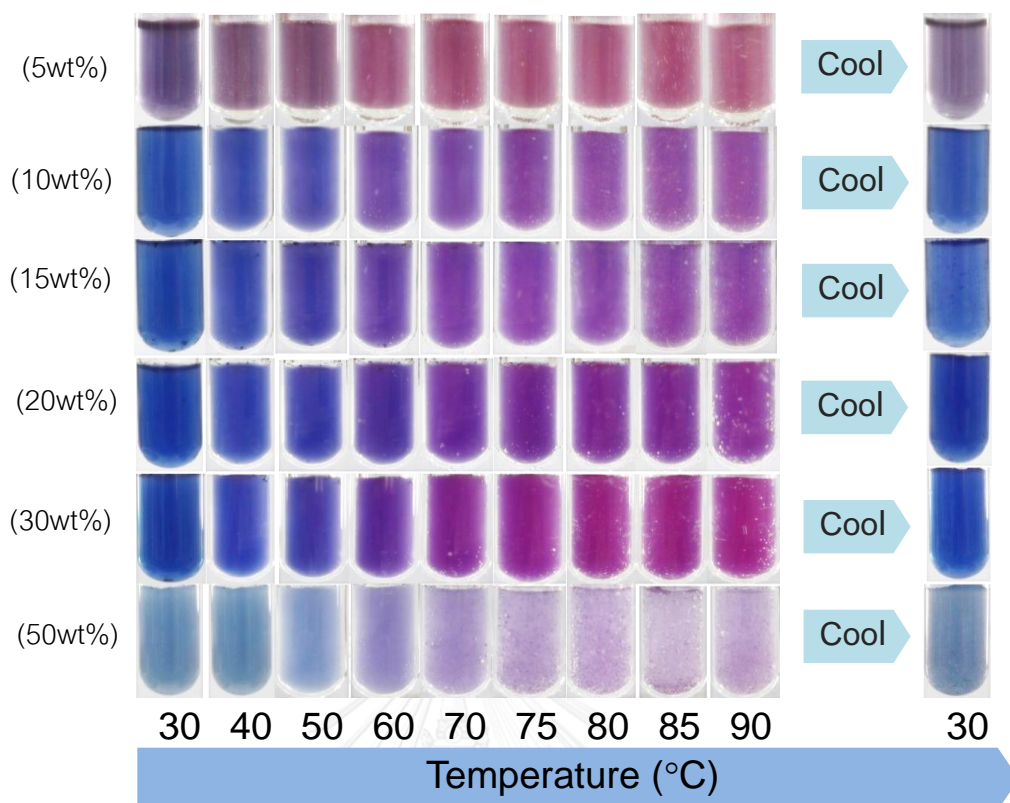 (5wt%) Cool
(10wt%) Cool
(15wt%) Cool
(20wt%) Cool
(30wt%) Cool
(50wt%) Cool
30 40 50 60 70 75 80 85 90 30
Temperature (°C)